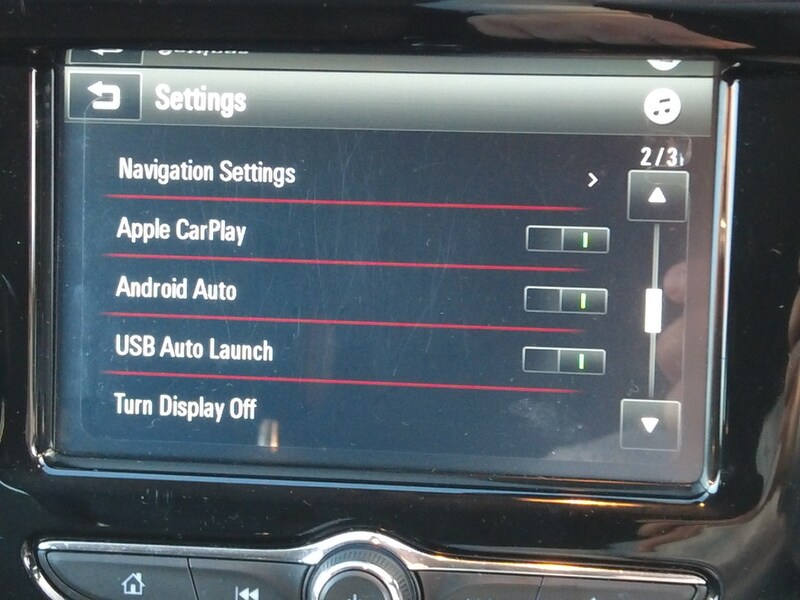 Settings
2/3
Navigation Settings
Apple CarPlay
Android Auto
USB Auto Launch
Turn Display Off